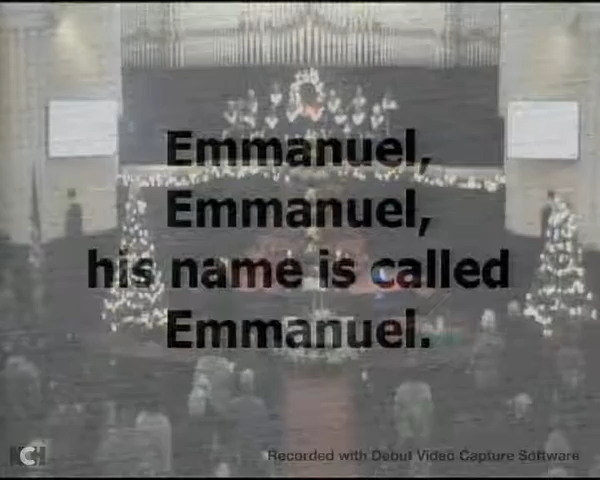 Emmanuel,
Emmanuel,
his name is called
Emmanuel.
Recorded with Debut Video Capture Software